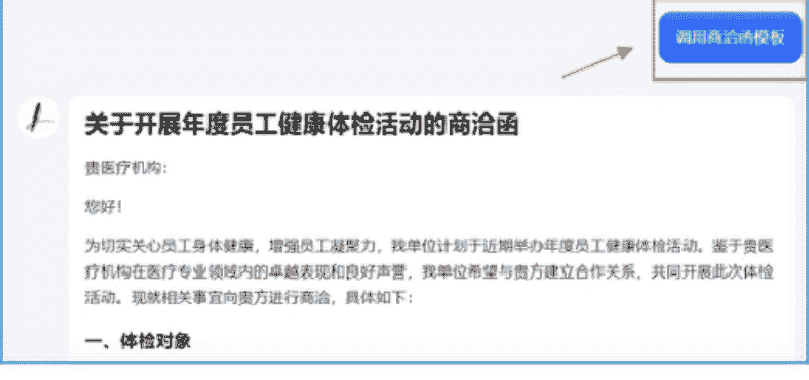 调用商洽函模板
关于开展年度员工健康体检活动的商洽函
贵医疗机构：
您好！
为切实关心员工身体健康，增强员工凝聚力，我单位计划于近期举办年度员工健康体检活动。鉴于贵医
疗机构在医疗专业领域内的卓越表现和良好声誉，我单位希望与贵方建立合作关系，共同开展此次体检
活动。现就相关事宜向贵方进行商洽，具体如下：
一、体检对象